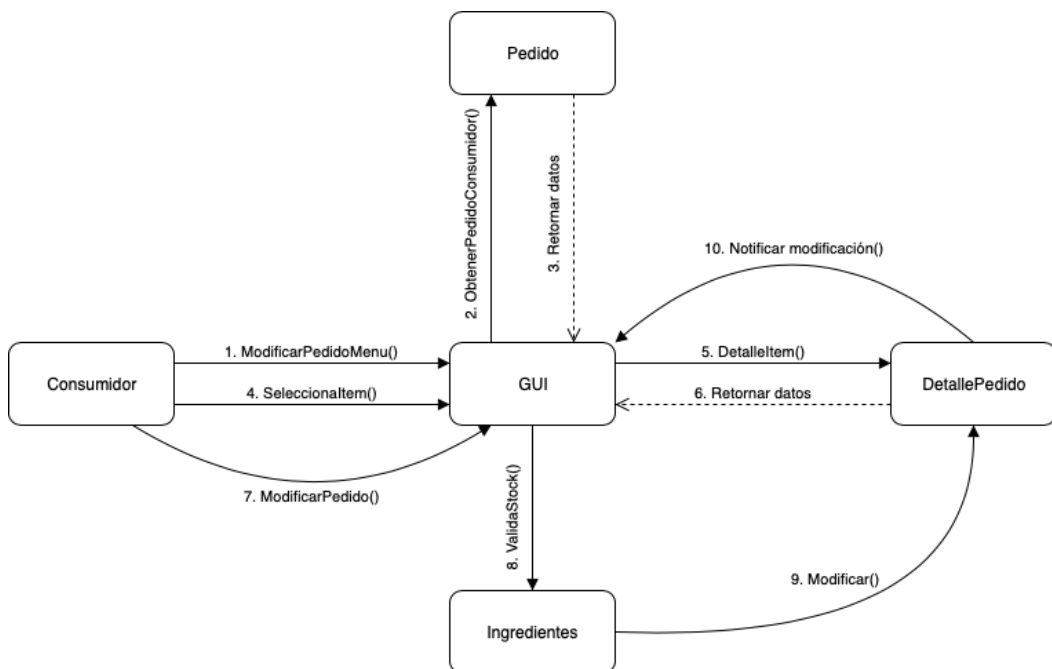 Pedido
2. ObtenerPedidoConsumidor()
3. Retornar datos
10. Notificar modificación()
Consumidor
1. ModificarPedidoMenu()
4. SeleccionaItem()
7. ModificarPedido()
GUI
5. DetalleItem()
6. Retornar datos
DetallePedido
8. ValidaStock()
9. Modificar()
Ingredientes